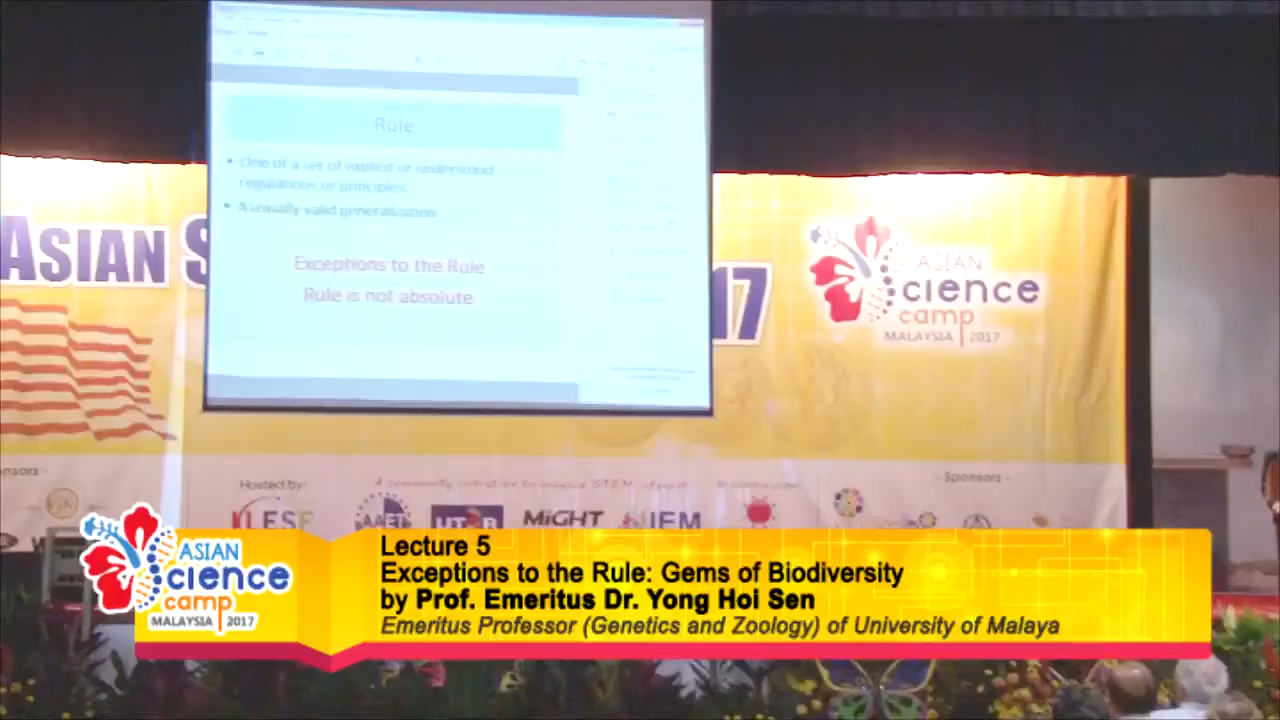 Rule
• One of a set of explicit or understood
regulations or principles
• A usually valid generalization
Exceptions to the Rule
Rule is not absolute
ASIAN S
17
ASIAN
Science
camp
MALAYSIA 2017
Hosted by:
- Sponsors -
KLESF
UTAR
MiGHT
IEM
ASIAN
Science
camp
MALAYSIA 2017
Lecture 5
Exceptions to the Rule: Gems of Biodiversity
by Prof. Emeritus Dr. Yong Hoi Sen
Emeritus Professor (Genetics and Zoology) of University of Malaya